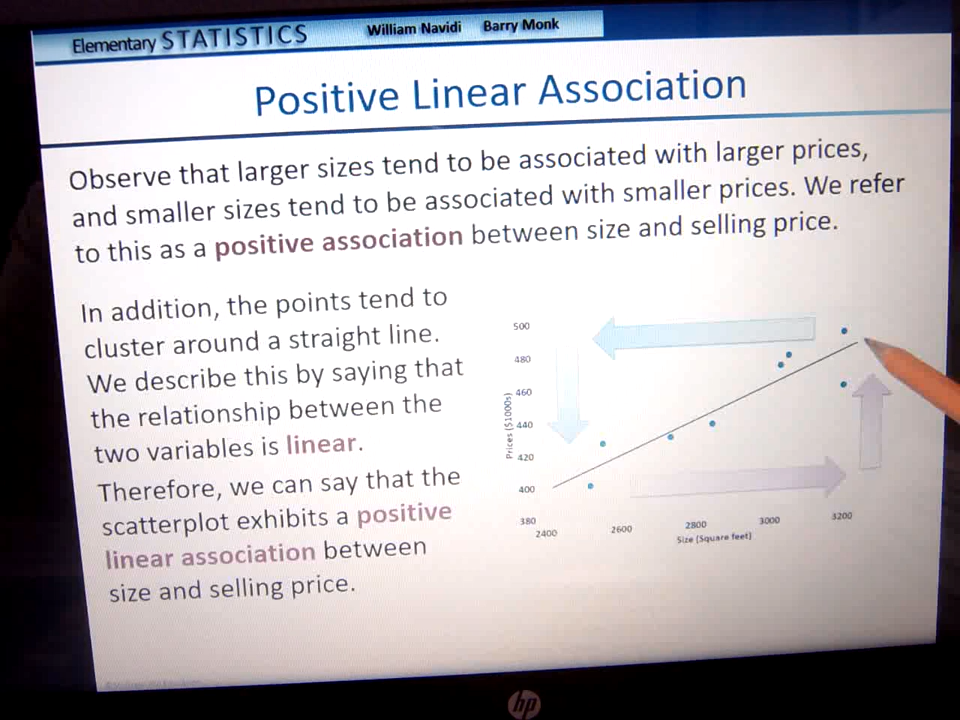 Elementary STATISTICS
William Navidi Barry Monk
Positive Linear Association
Observe that larger sizes tend to be associated with larger prices,
and smaller sizes tend to be associated with smaller prices. We refer
to this as a positive association between size and selling price.
In addition, the points tend to
cluster around a straight line.
We describe this by saying that
the relationship between the
two variables is linear.
Therefore, we can say that the
scatterplot exhibits a positive
linear association between
size and selling price.
Prices ($1000s)
500
480
460
440
420
400
380
2400 2600 2800 3000 3200
Size (Square feet)
hp